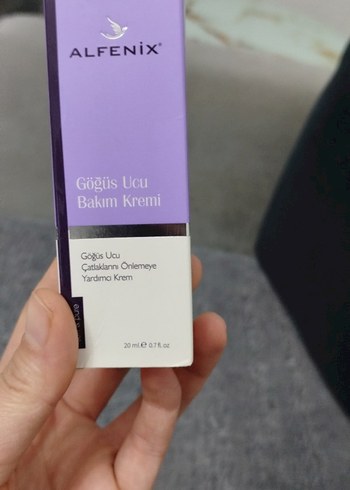 ALFENIX®
Göğüs Ucu
Bakım Kremi
Göğüs Ucu
Çatlaklarını Önlemeye
Yardımcı Krem
20 ml ℮ 0.7 fl. oz.